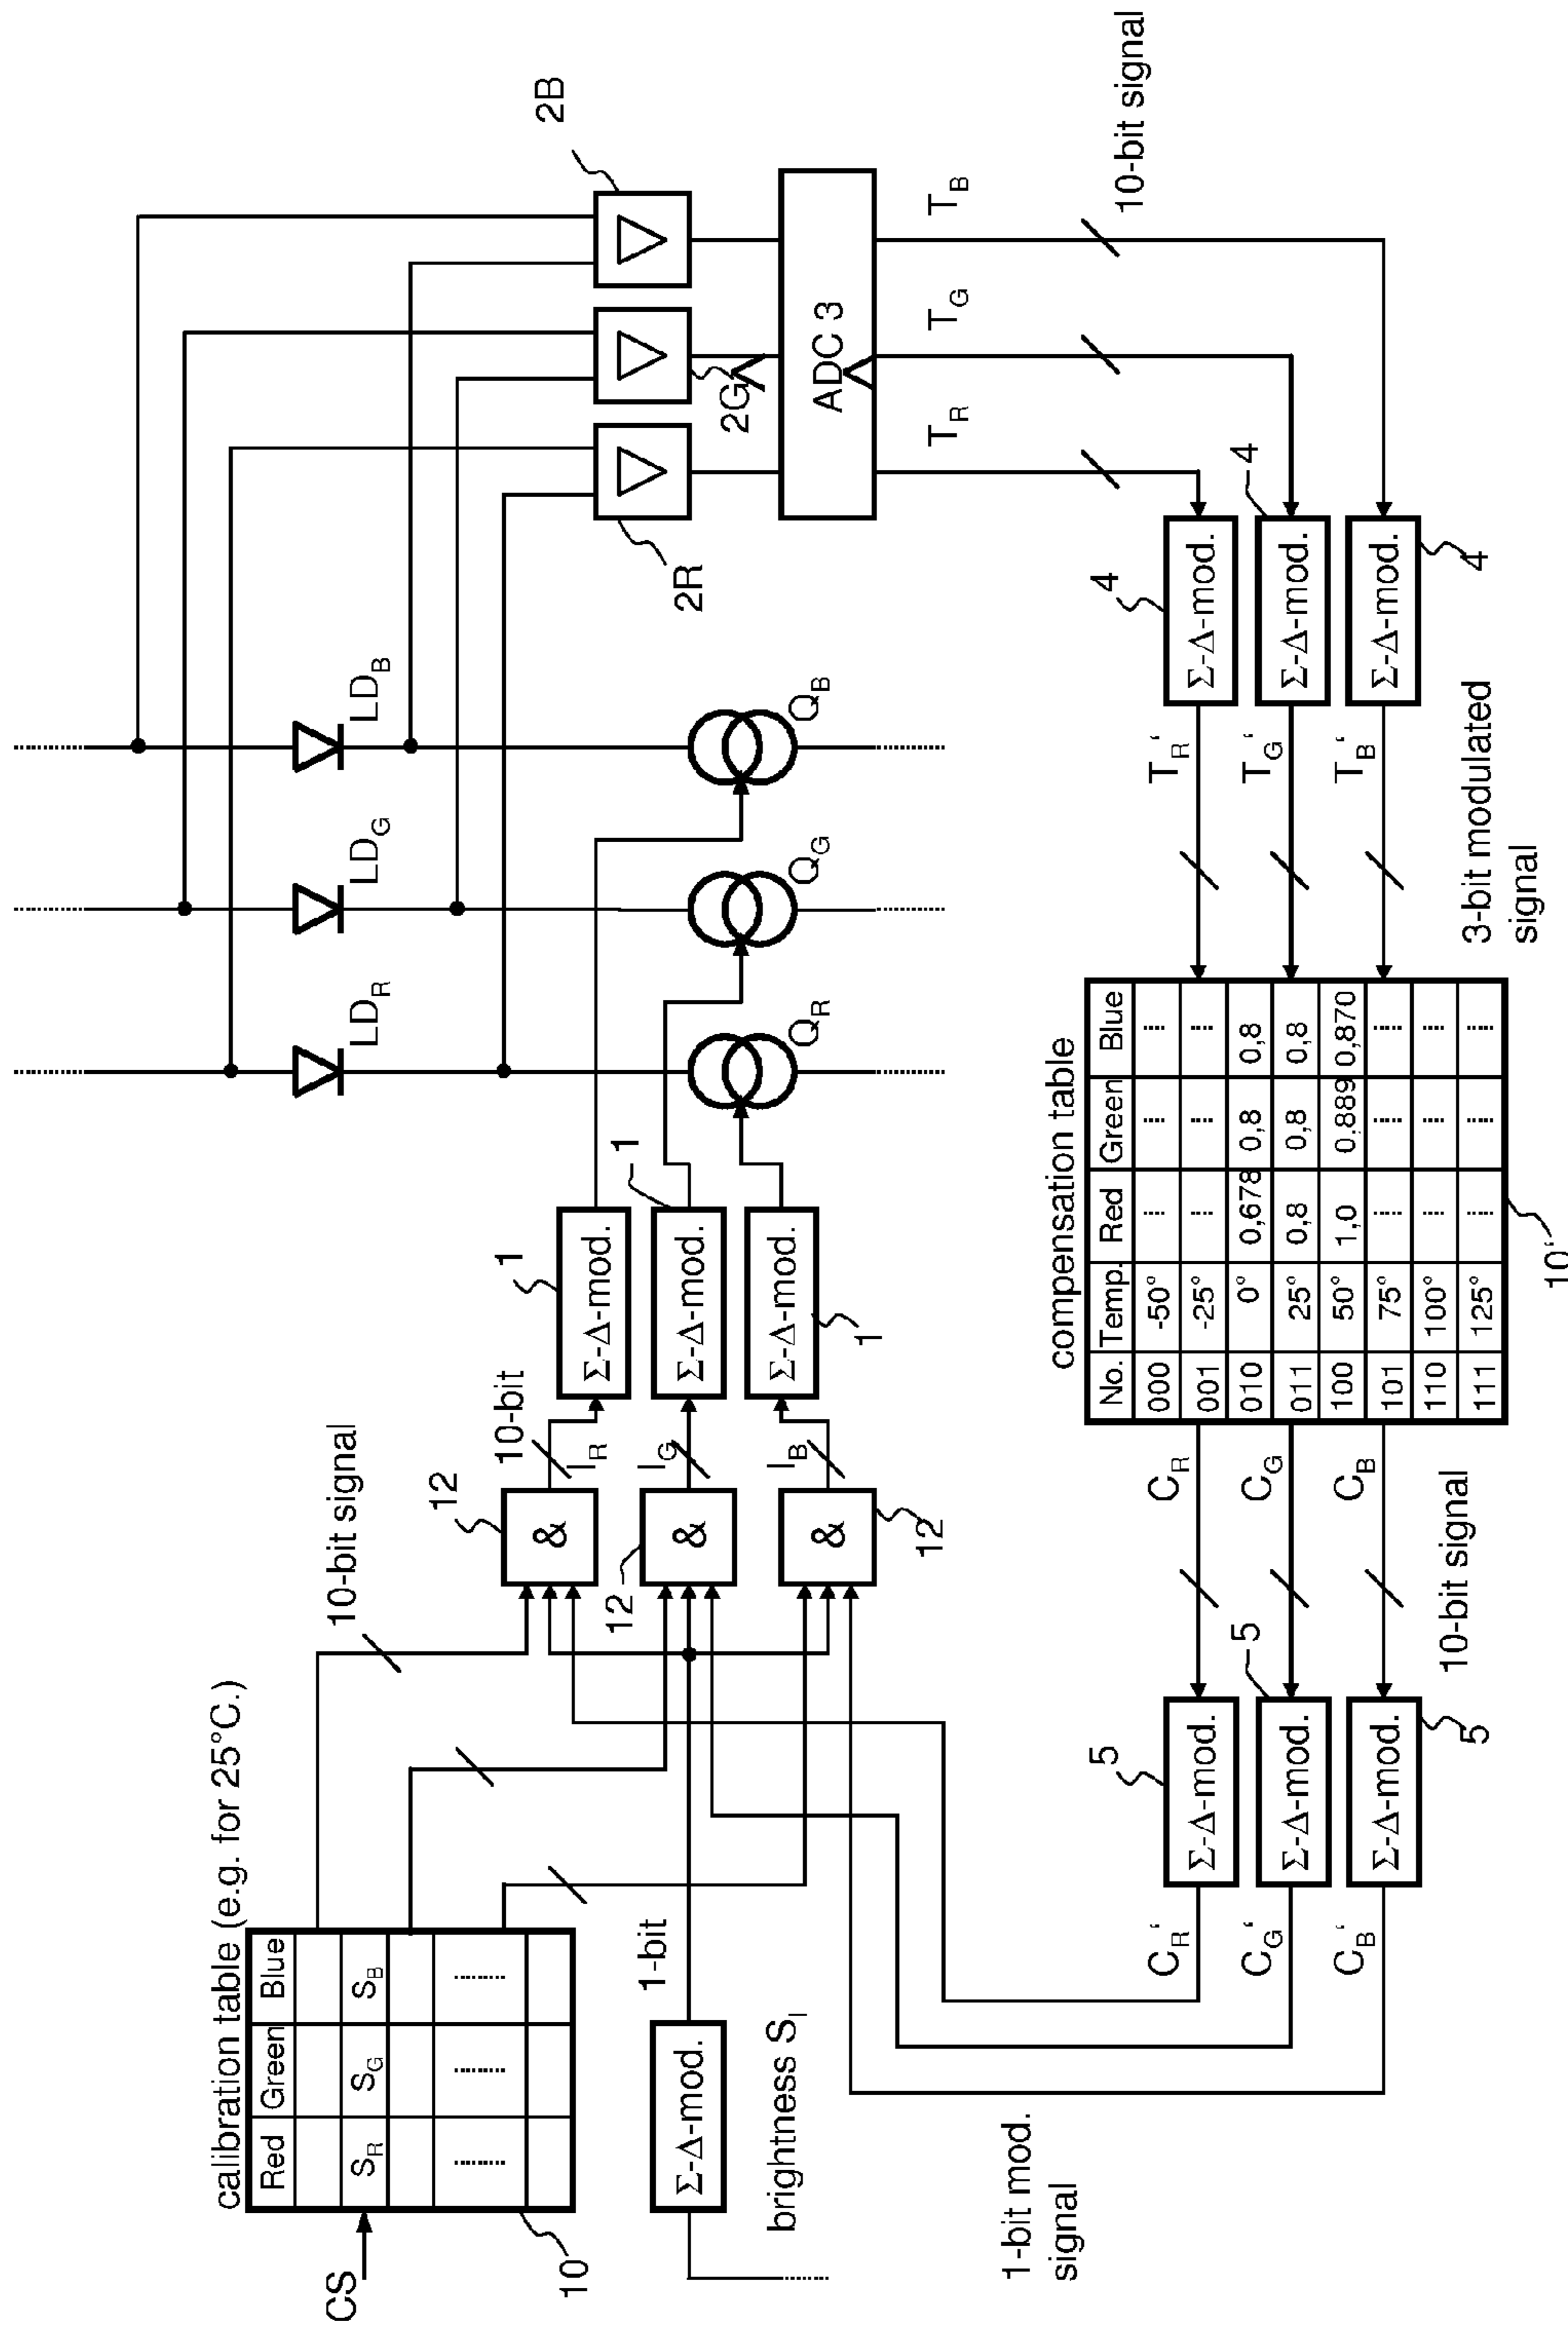 calibration table (e.g. for 25°C.)
Red Green Blue
S_R S_G S_B
......... ......... .........
CS
10
10-bit signal
1-bit
Σ-Δ-mod.
brightness S_I
1-bit mod.
signal
12
&
12
&
12
&
10-bit
I_R
I_G
I_B
1
Σ-Δ-mod.
1
Σ-Δ-mod.
1
Σ-Δ-mod.
LD_R
LD_G
LD_B
Q_R
Q_G
Q_B
2R
2G
2B
ADC 3
T_R
T_G
T_B
10-bit signal
4
Σ-Δ-mod.
4
Σ-Δ-mod.
4
Σ-Δ-mod.
T_R‘
T_G‘
T_B‘
3-bit modulated
signal
compensation table
No. Temp. Red Green Blue
000 -50° .... .... ....
001 -25° .... .... ....
010 0° 0,678 0,8 0,8
011 25° 0,8 0,8 0,8
100 50° 1,0 0.889 0,870
101 75° ..... ..... .....
110 100° ..... ..... .....
111 125° ..... ..... .....
10‘
C_R
C_G
C_B
10-bit signal
5
Σ-Δ-mod.
5
Σ-Δ-mod.
5
Σ-Δ-mod.
C_R‘
C_G‘
C_B‘